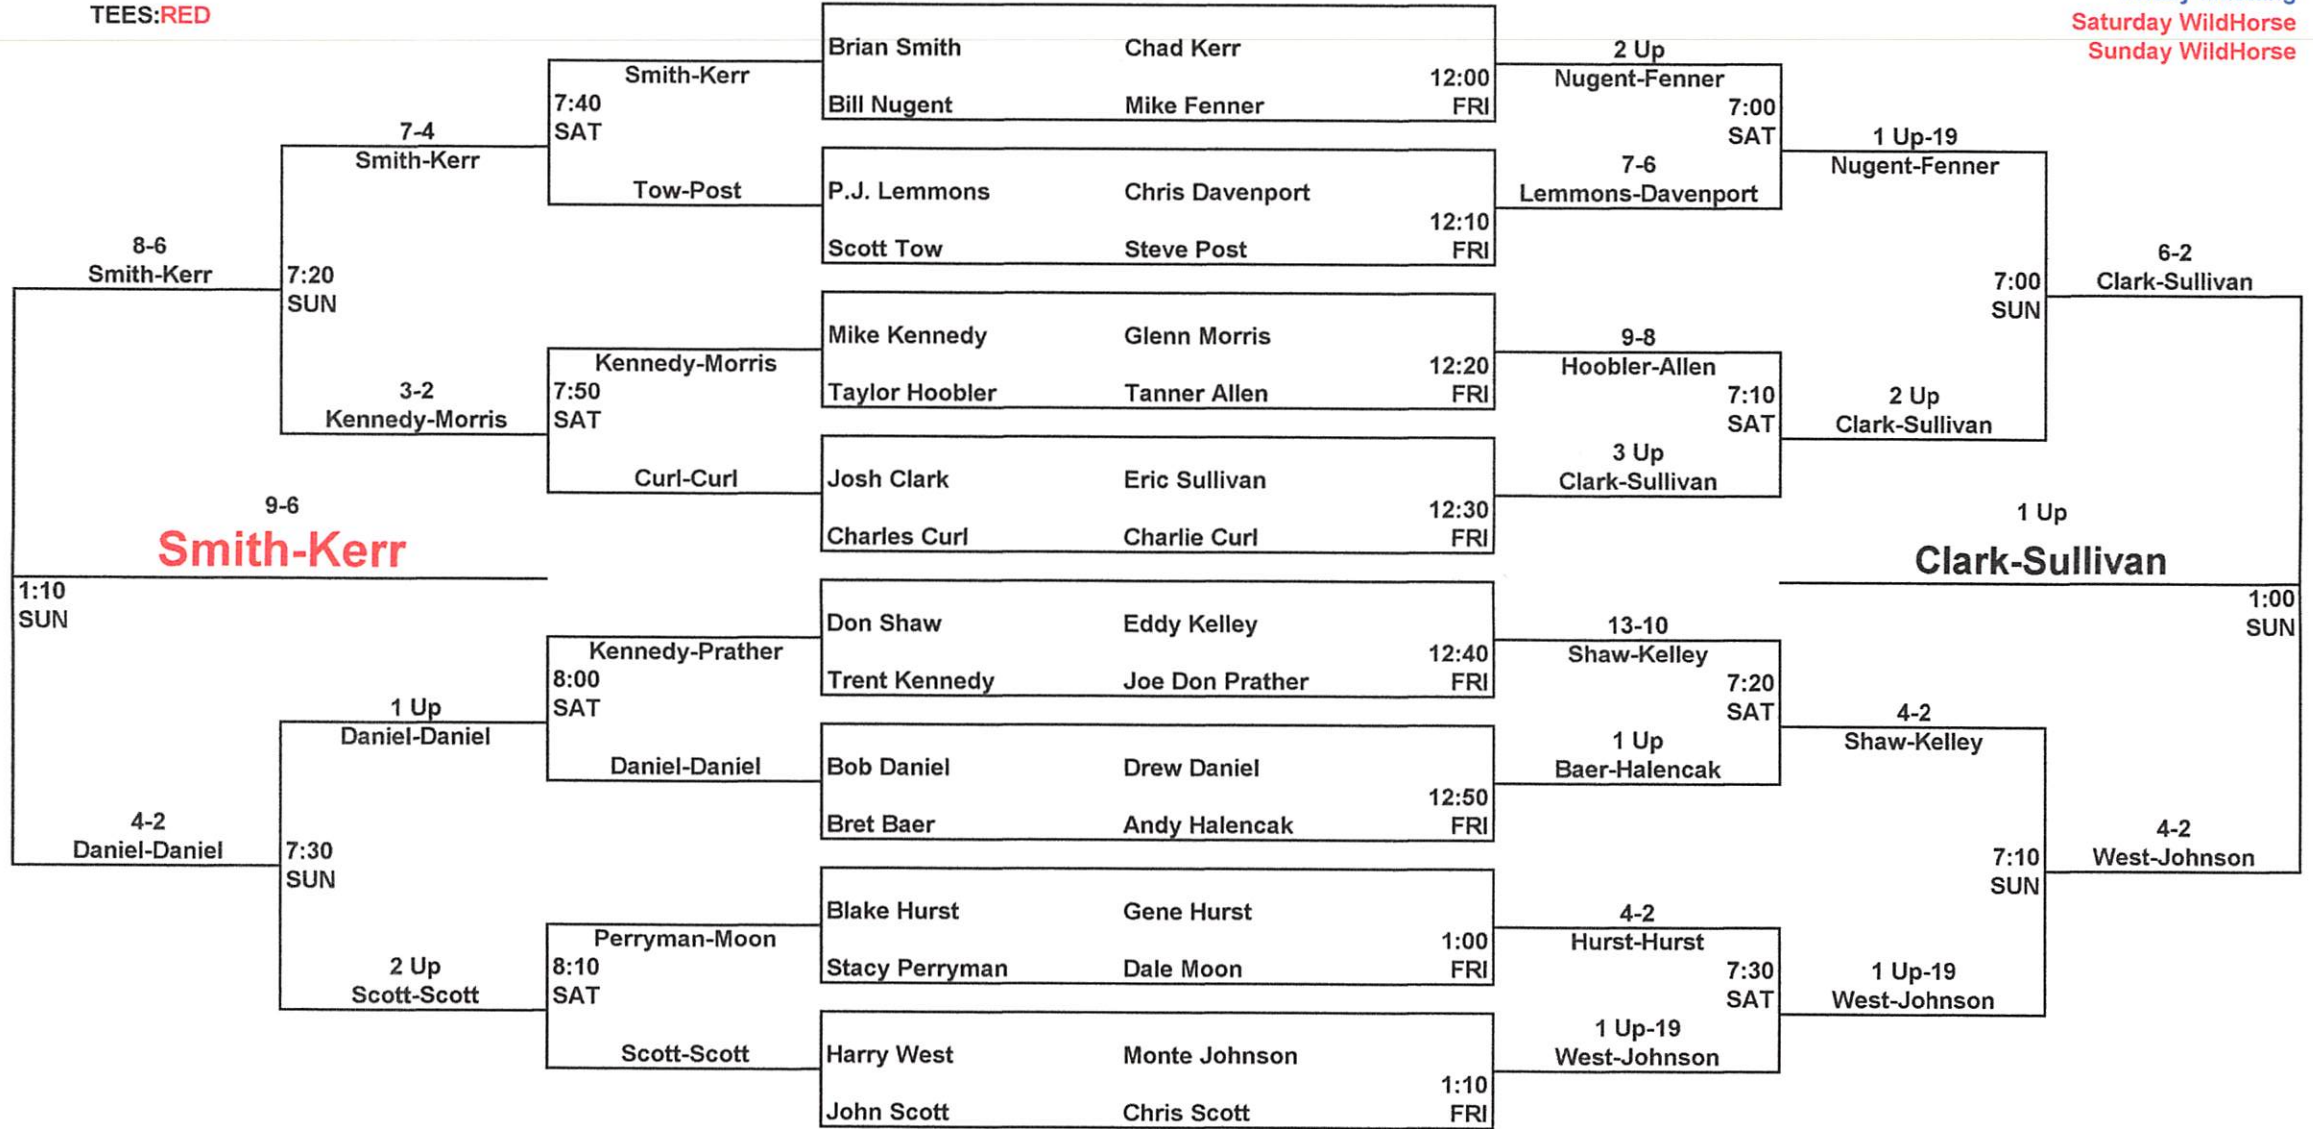 TEES:RED
Saturday WildHorse
Sunday WildHorse
8-6
Smith-Kerr
9-6
Smith-Kerr
1:10
SUN
4-2
Daniel-Daniel
7-4
Smith-Kerr
7:20
SUN
3-2
Kennedy-Morris
1 Up
Daniel-Daniel
7:30
SUN
2 Up
Scott-Scott
Smith-Kerr
7:40
SAT
Tow-Post
Kennedy-Morris
7:50
SAT
Curl-Curl
Kennedy-Prather
8:00
SAT
Daniel-Daniel
Perryman-Moon
8:10
SAT
Scott-Scott
Brian Smith Chad Kerr
12:00
Bill Nugent Mike Fenner FRI
P.J. Lemmons Chris Davenport
12:10
Scott Tow Steve Post FRI
Mike Kennedy Glenn Morris
12:20
Taylor Hoobler Tanner Allen FRI
Josh Clark Eric Sullivan
12:30
Charles Curl Charlie Curl FRI
Don Shaw Eddy Kelley
12:40
Trent Kennedy Joe Don Prather FRI
Bob Daniel Drew Daniel
12:50
Bret Baer Andy Halencak FRI
Blake Hurst Gene Hurst
1:00
Stacy Perryman Dale Moon FRI
Harry West Monte Johnson
1:10
John Scott Chris Scott FRI
2 Up
Nugent-Fenner
7:00
SAT
7-6
Lemmons-Davenport
9-8
Hoobler-Allen
7:10
SAT
3 Up
Clark-Sullivan
13-10
Shaw-Kelley
7:20
SAT
1 Up
Baer-Halencak
4-2
Hurst-Hurst
7:30
SAT
1 Up-19
West-Johnson
1 Up-19
Nugent-Fenner
7:00
SUN
2 Up
Clark-Sullivan
4-2
Shaw-Kelley
7:10
SUN
1 Up-19
West-Johnson
6-2
Clark-Sullivan
1 Up
Clark-Sullivan
1:00
SUN
4-2
West-Johnson